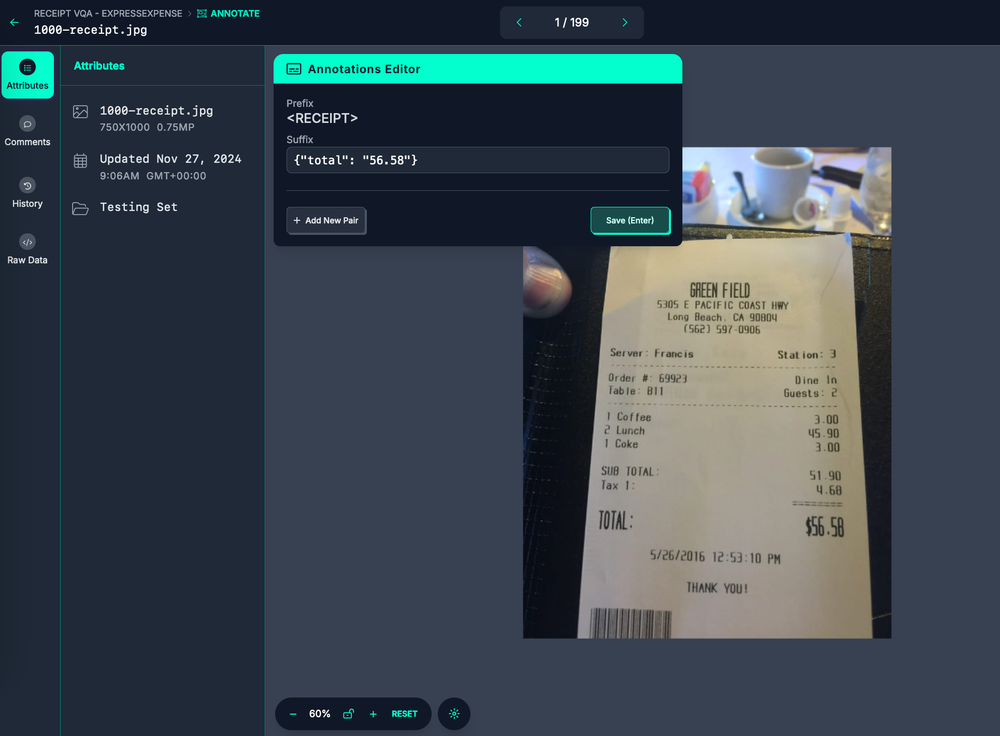 RECEIPT VQA - EXPRESSEXPENSE > ANNOTATE
1000-receipt.jpg
1 / 199
Attributes
Comments
History
Raw Data
Attributes
1000-receipt.jpg
750X1000 0.75MP
Updated Nov 27, 2024
9:06AM GMT+00:00
Testing Set
Annotations Editor
Prefix
<RECEIPT>
Suffix
{"total": "56.58"}
+ Add New Pair
Save (Enter)
GREEN FIELD
5305 E PACIFIC COAST HWY
Long Beach, CA 90804
(562) 597-0906
Server: Francis Station: 3
Order #: 69923 Dine In
Table: B11 Guests: 2
1 Coffee 3.00
2 Lunch 45.90
1 Coke 3.00
SUB TOTAL: 51.90
Tax 1: 4.68
TOTAL: $56.58
5/26/2016 12:53:10 PM
THANK YOU!
− 60% + RESET